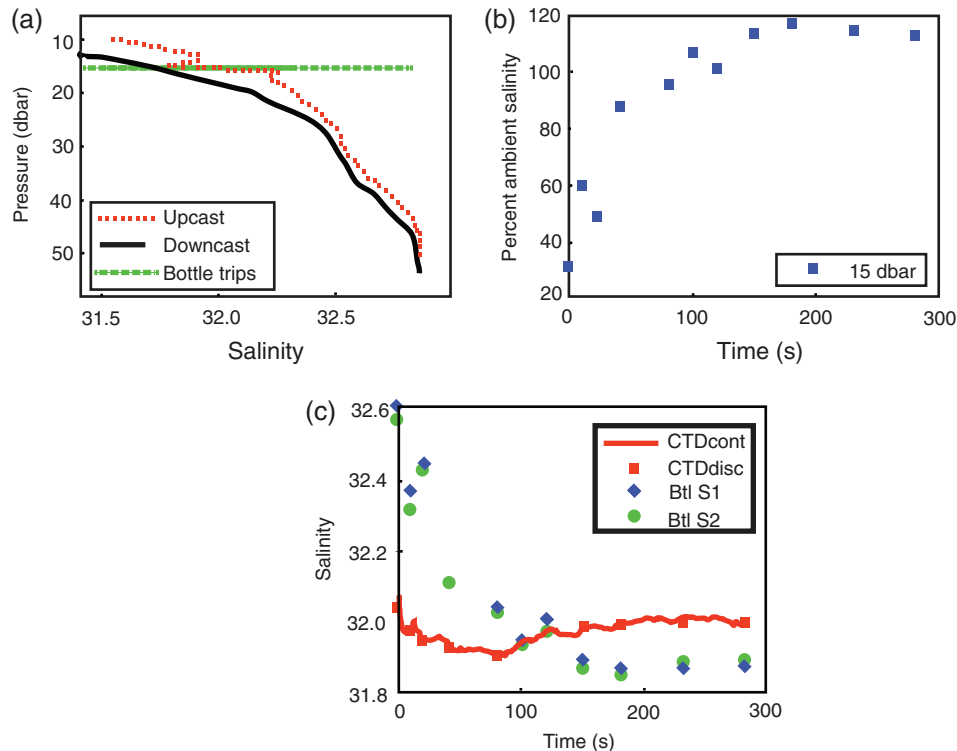 (a)
Pressure (dbar)
10
20
30
40
50
Upcast
Downcast
Bottle trips
31.5 32.0 32.5
Salinity
(b)
Percent ambient salinity
120
100
80
60
40
20
15 dbar
0 100 200 300
Time (s)
(c)
Salinity
32.6
32.4
32.2
32.0
31.8
CTDcont
CTDdisc
Btl S1
Btl S2
0 100 200 300
Time (s)